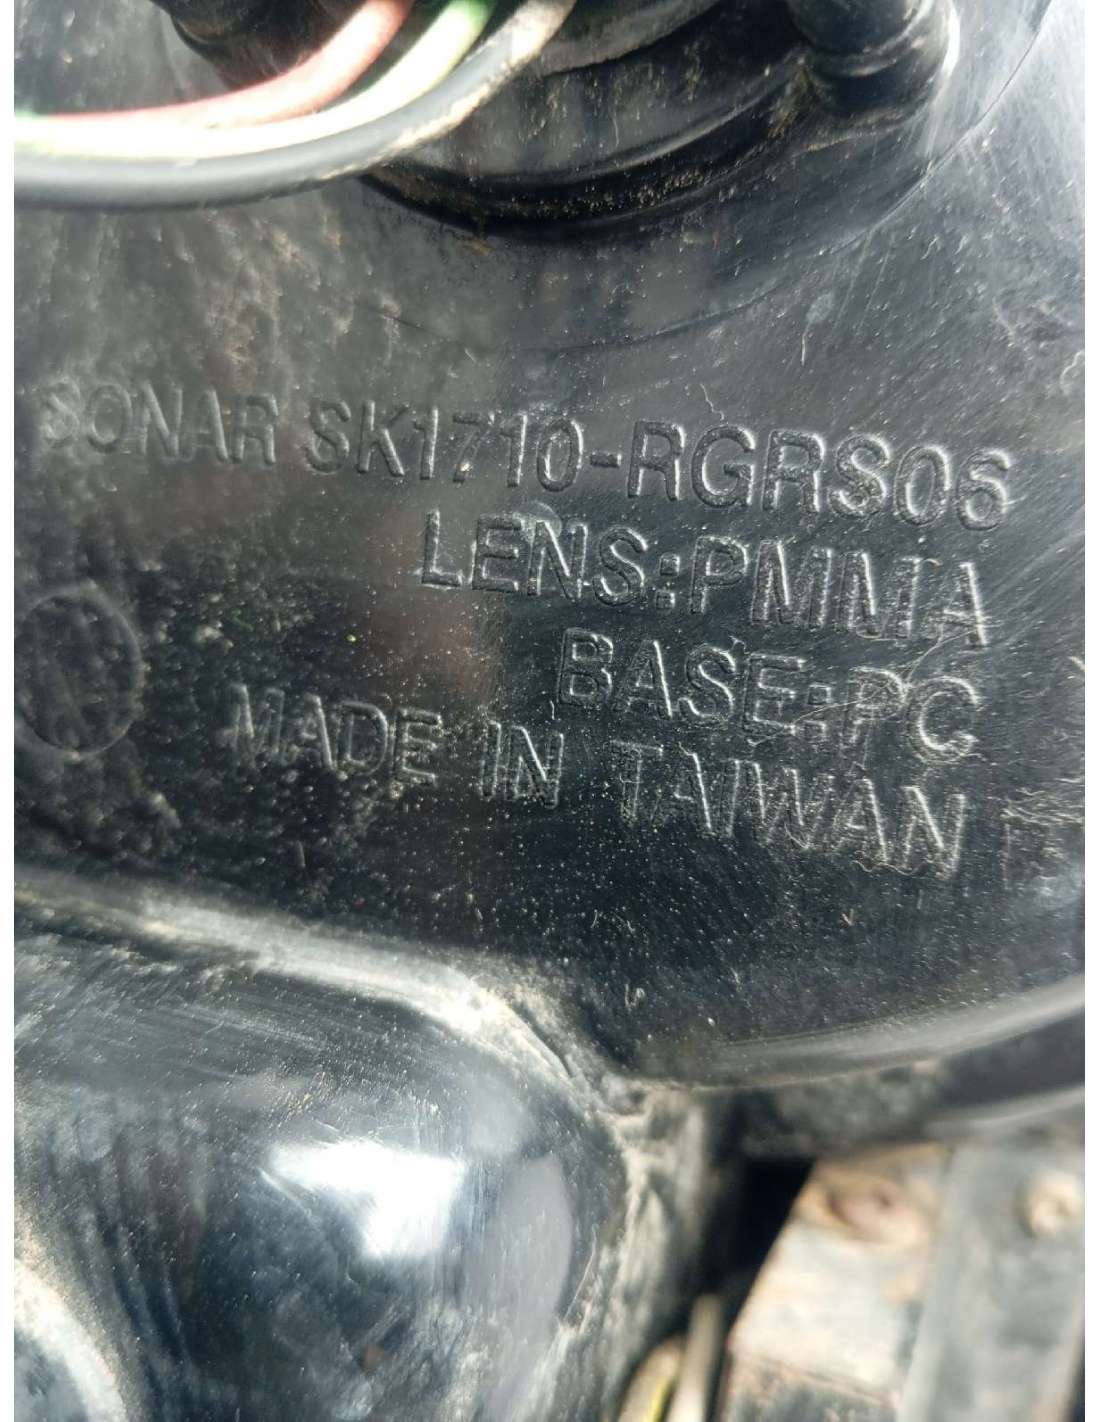 SONAR SK1710-RGRS06
LENS:PMMA
BASE:PC
MADE IN TAIWAN